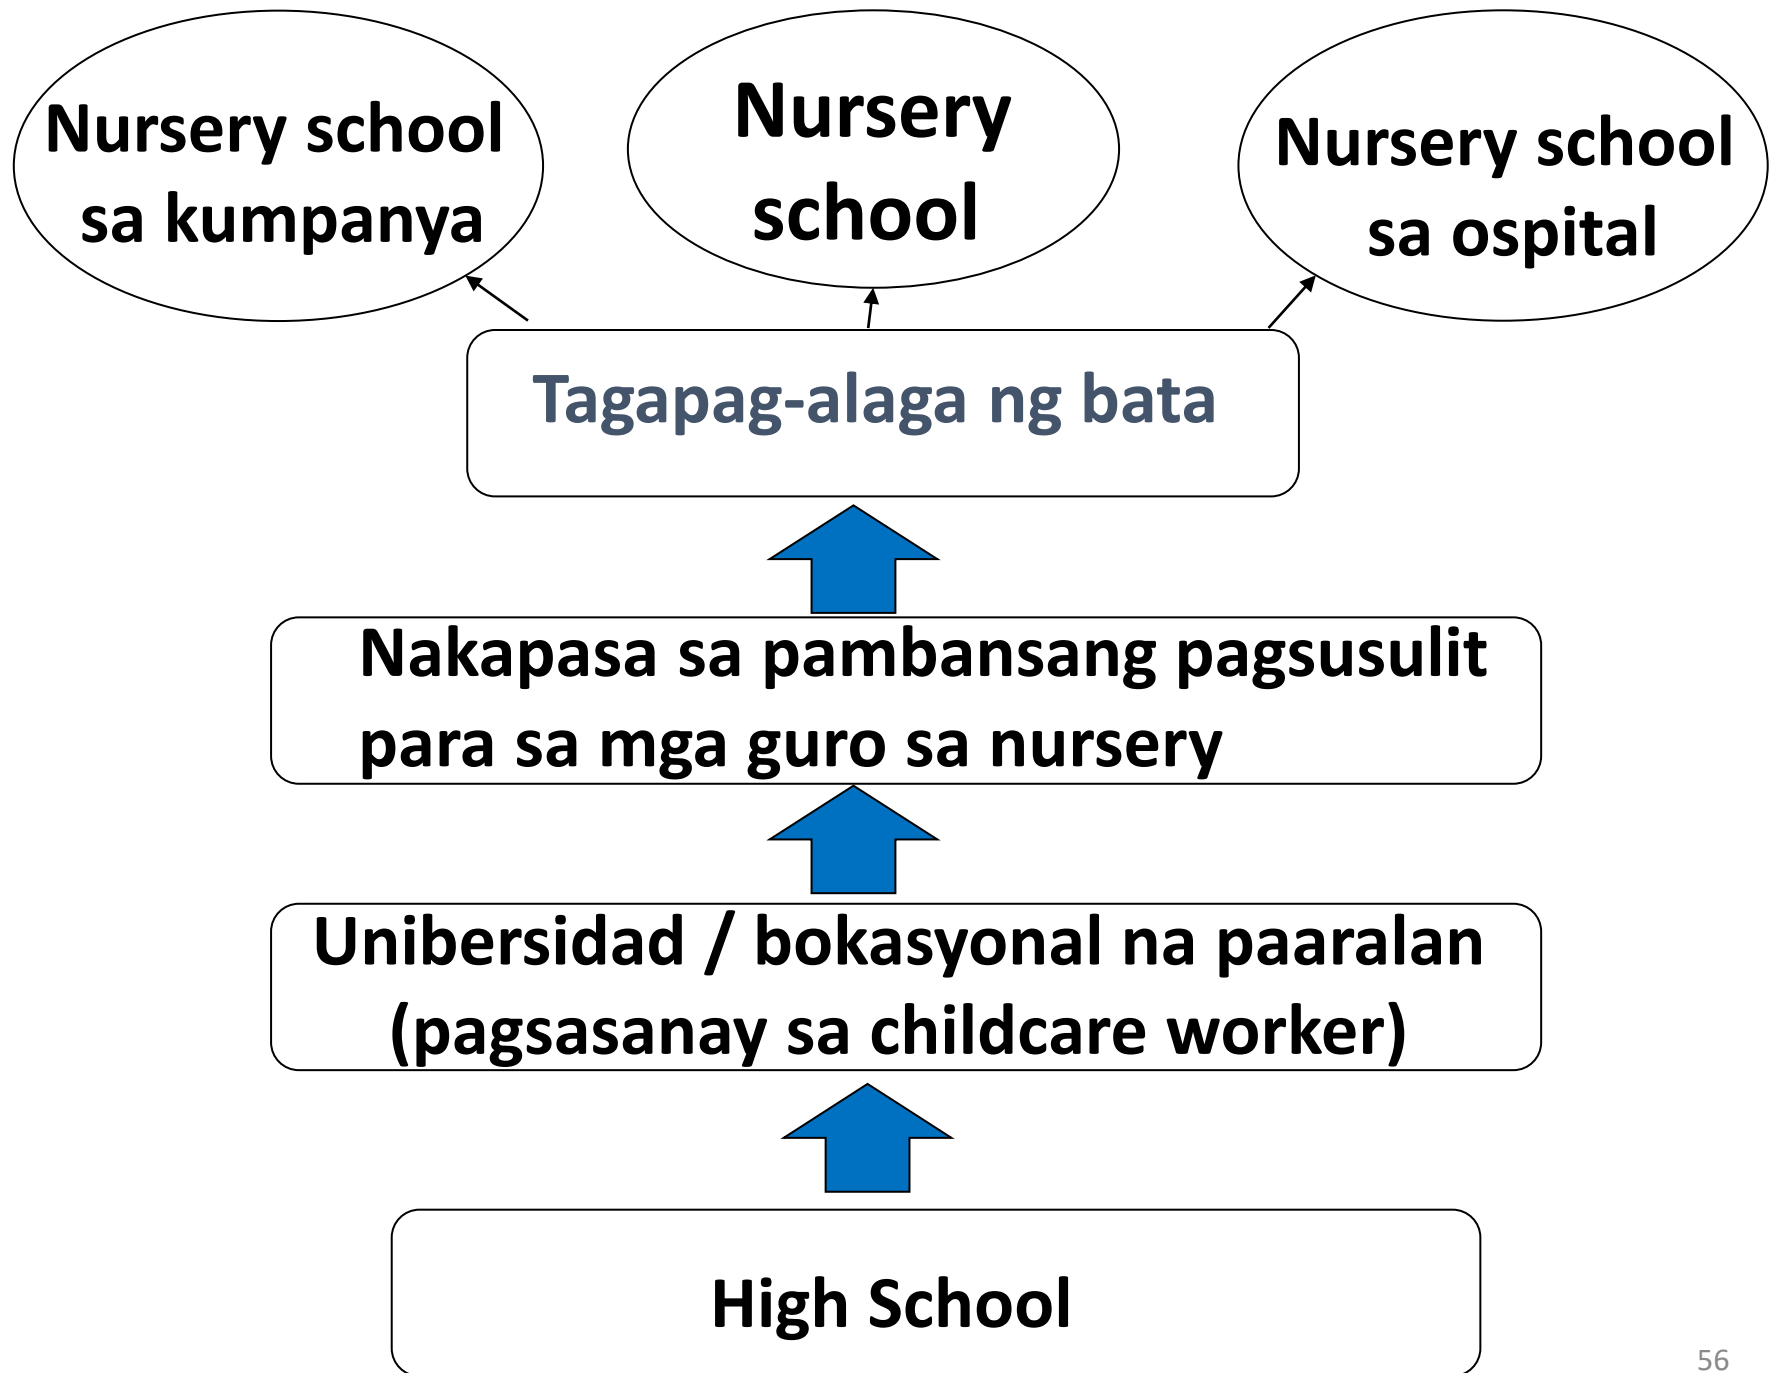 Nursery school
sa kumpanya
Nursery
school
Nursery school
sa ospital
Tagapag-alaga ng bata
Nakapasa sa pambansang pagsusulit
para sa mga guro sa nursery
Unibersidad / bokasyonal na paaralan
(pagsasanay sa childcare worker)
High School
56